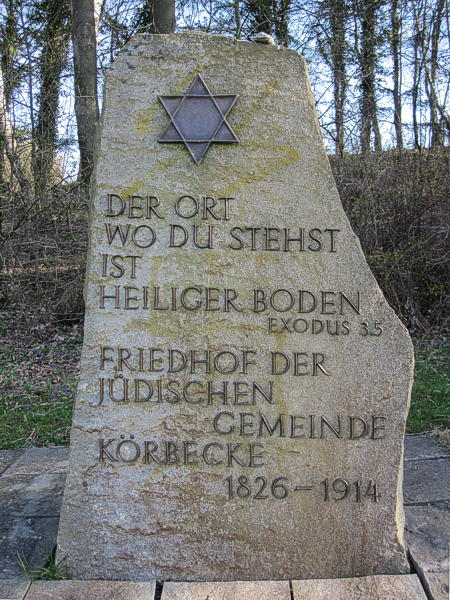 DER ORT
WO DU STEHST
IST
HEILIGER BODEN
EXODUS 3.5
FRIEDHOF DER
JÜDISCHEN
GEMEINDE
KÖRBECKE
1826-1914